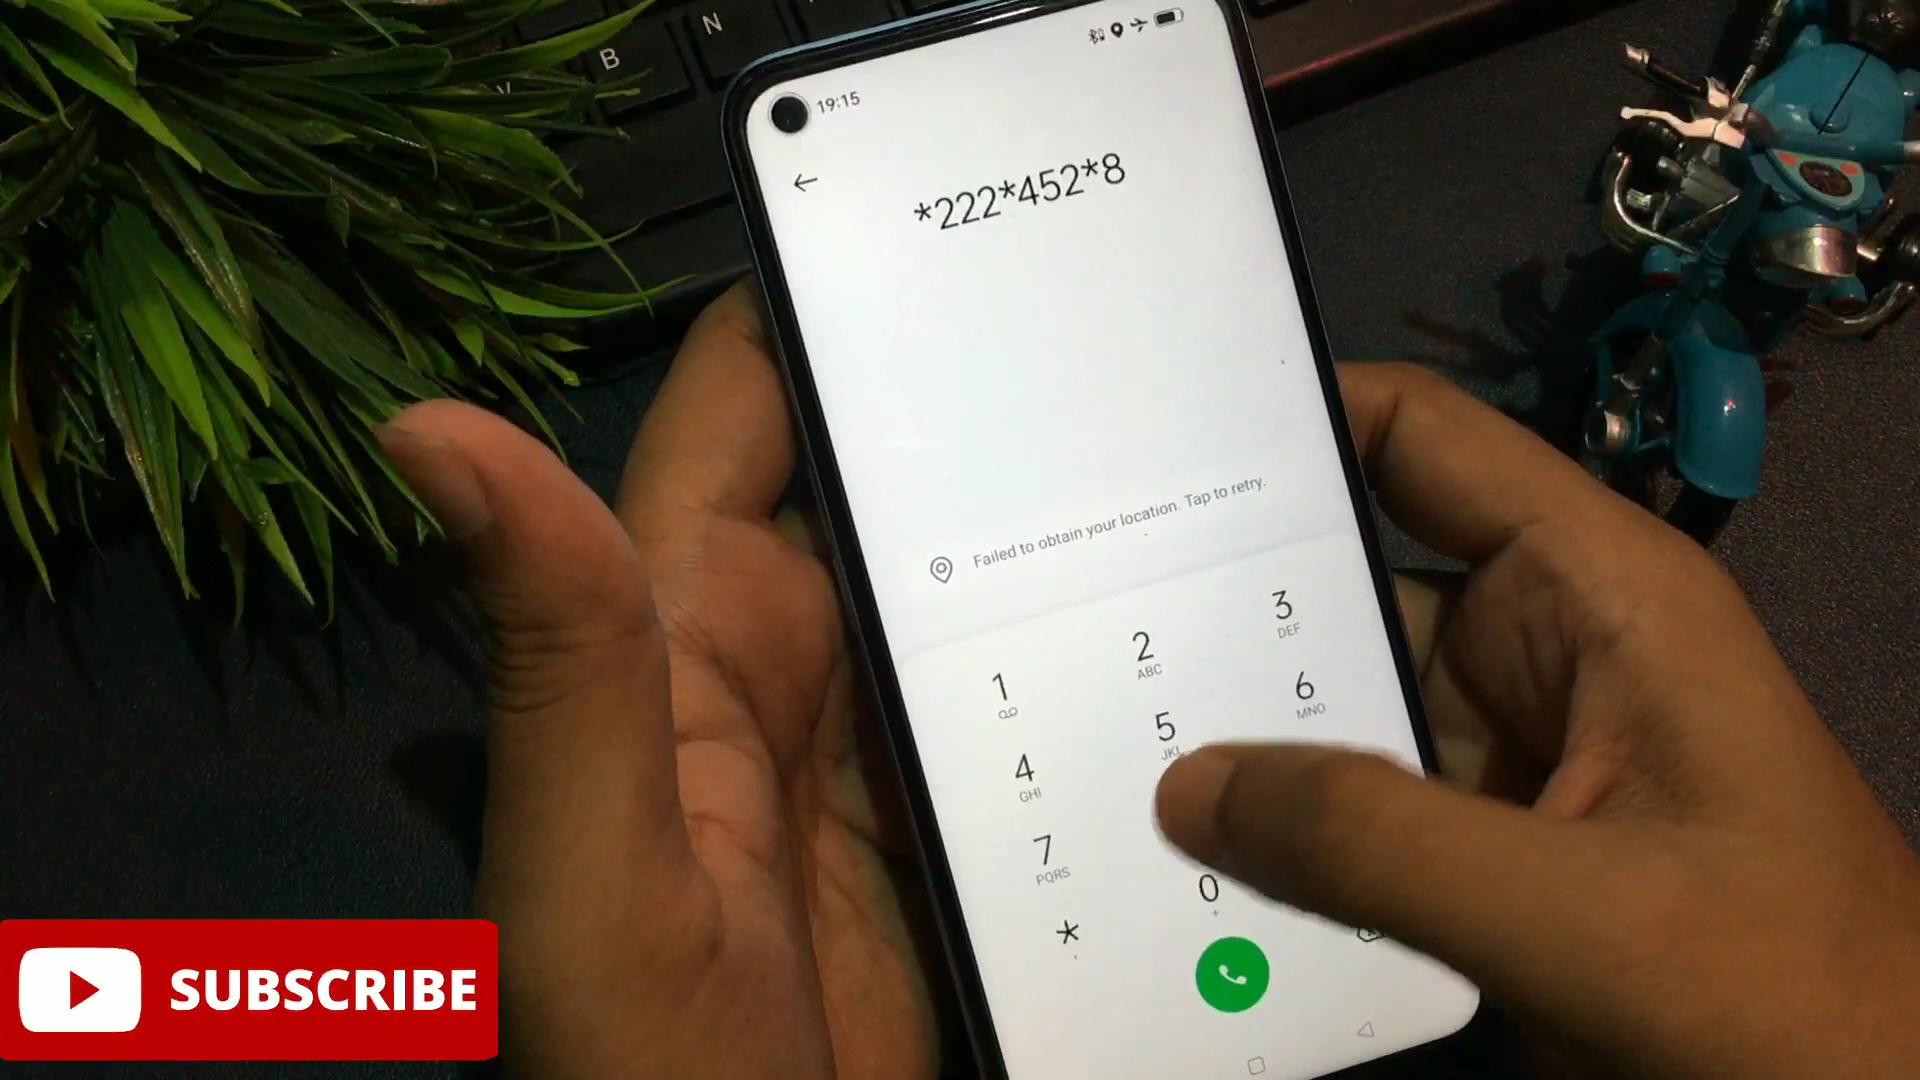 B
N
V
19:15
*222*452*8
Failed to obtain your location. Tap to retry.
1
2
ABC
3
DEF
4
GHI
5
JKL
6
MNO
7
PQRS
*
0
+
SUBSCRIBE